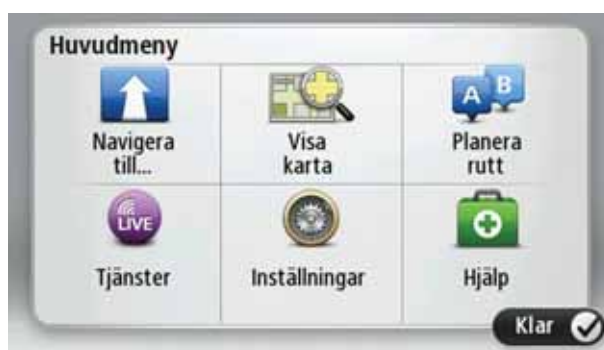 Huvudmeny
A B
Navigera till...
Visa karta
Planera rutt
LIVE
Tjänster
Inställningar
Hjälp
Klar